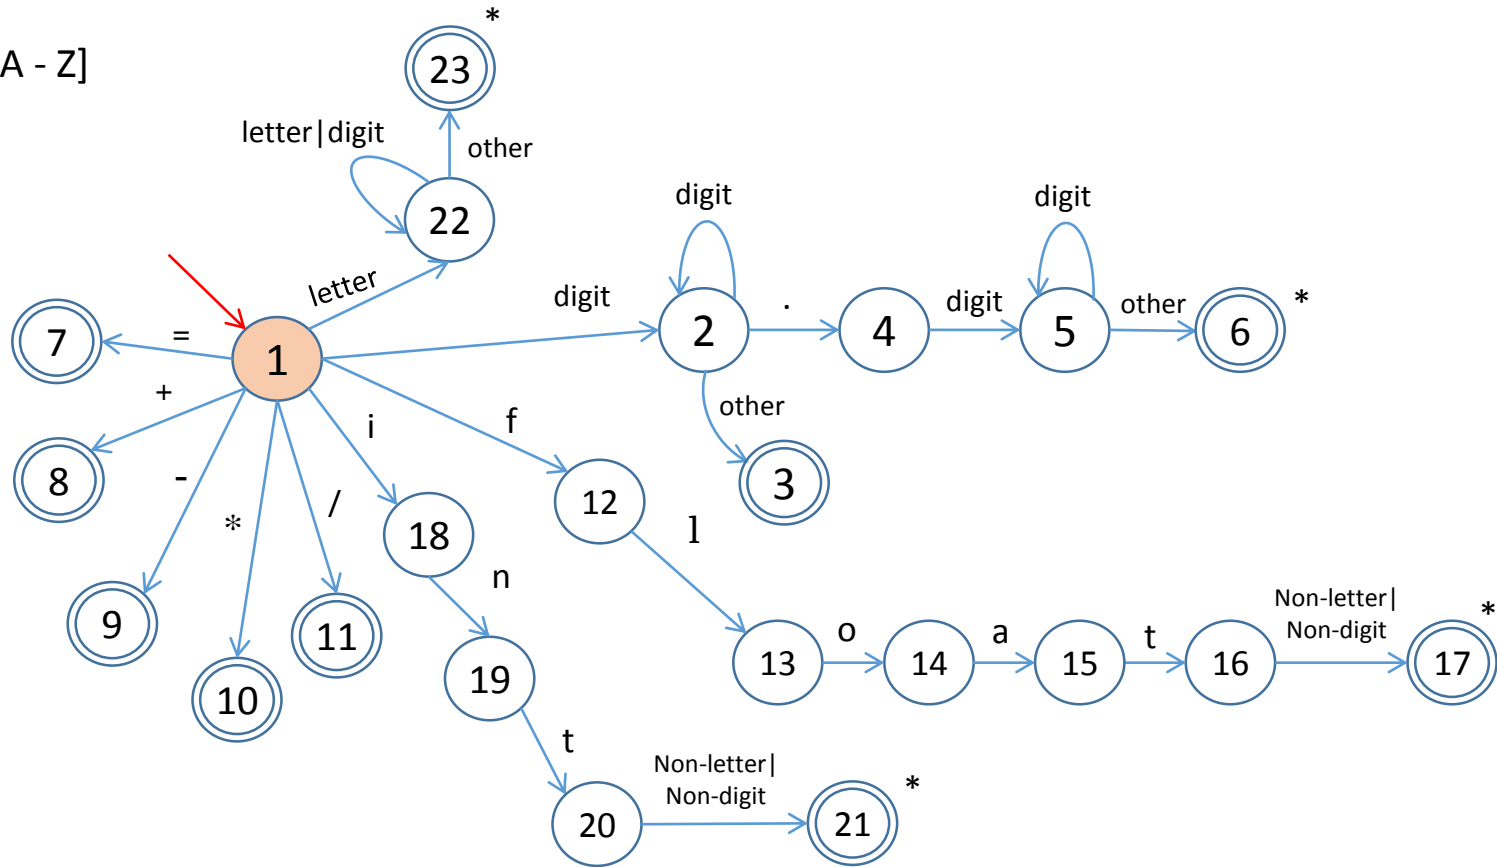 *
23
A - Z]
letter|digit
other
22
digit
digit
letter
digit
.
digit
other
*
7
=
1
2
4
5
6
+
f
other
i
8
-
*
/
18
12
3
l
n
9
11
10
19
13
o
14
a
15
t
16
Non-letter|
Non-digit
*
17
t
20
Non-letter|
Non-digit
*
21